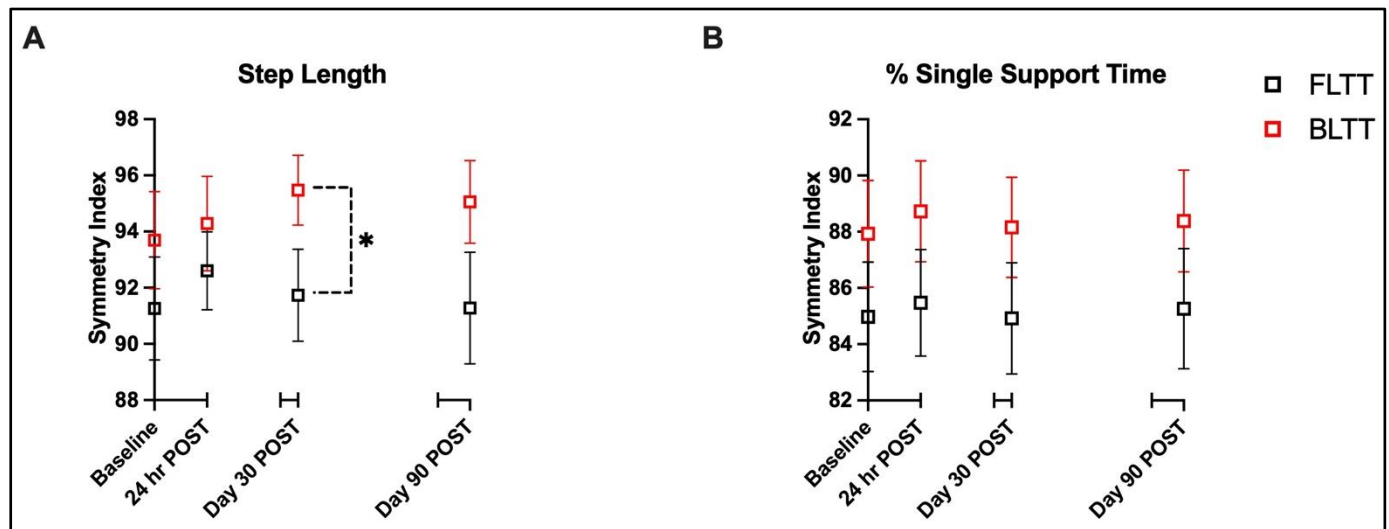 A
Step Length
Symmetry Index
98
96
94
92
90
88
*
Baseline
24 hr POST
Day 30 POST
Day 90 POST
B
% Single Support Time
Symmetry Index
92
90
88
86
84
82
Baseline
24 hr POST
Day 30 POST
Day 90 POST
FLTT
BLTT